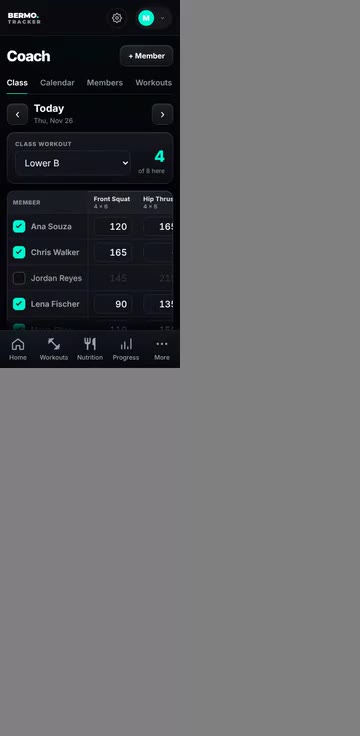 BERMO.
TRACKER
M
Coach
+ Member
Class Calendar Members Workouts
Today
Thu, Nov 26
CLASS WORKOUT
Lower B
4
of 8 here
MEMBER Front Squat Hip Thrus
4 × 6 4 × 8
Ana Souza 120 165
Chris Walker 165
Jordan Reyes 145 215
Lena Fischer 90 135
Home Workouts Nutrition Progress More